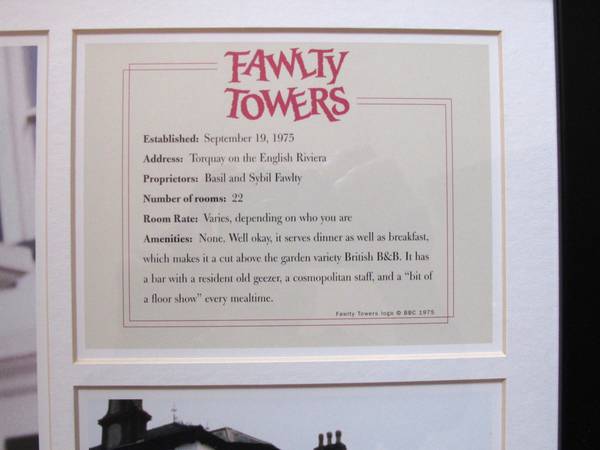 FAWLTY
TOWERS
Established: September 19, 1975
Address: Torquay on the English Riviera
Proprietors: Basil and Sybil Fawlty
Number of rooms: 22
Room Rate: Varies, depending on who you are
Amenities: None. Well okay, it serves dinner as well as breakfast,
which makes it a cut above the garden variety British B&B. It has
a bar with a resident old geezer, a cosmopolitan staff, and a “bit of
a floor show” every mealtime.
Fawlty Towers logo © BBC 1975